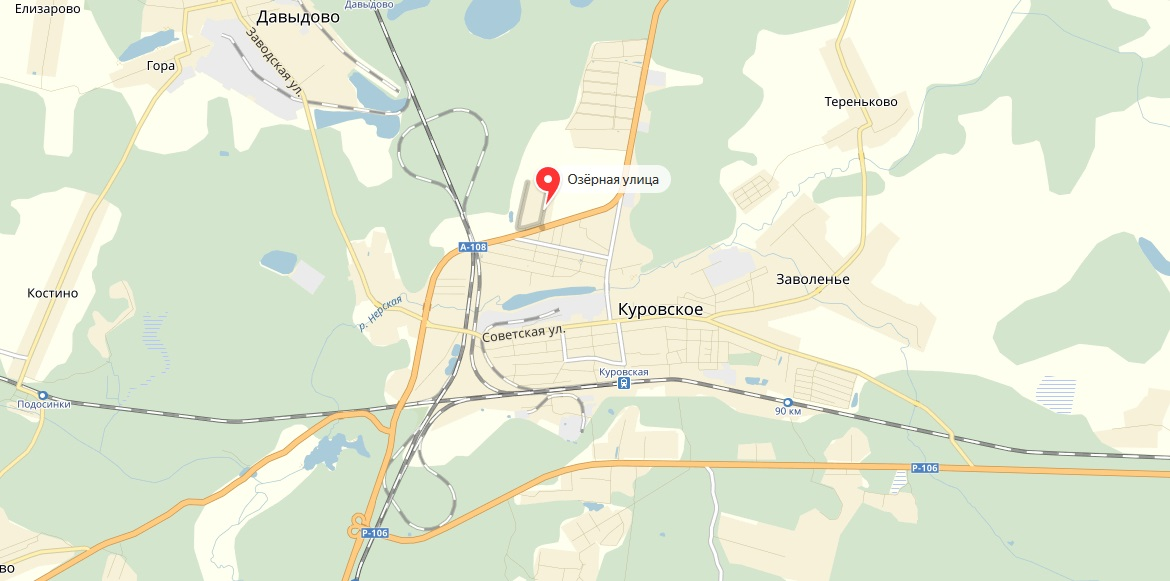 Елизарово
Давыдово
Давыдово
Заводская ул.
Гора
Тереньково
Озёрная улица
А-108
Костино
Заволенье
р. Нерская
Куровское
Советская ул.
Куровская
Подосинки
90 км
Р-106
Р-106
во